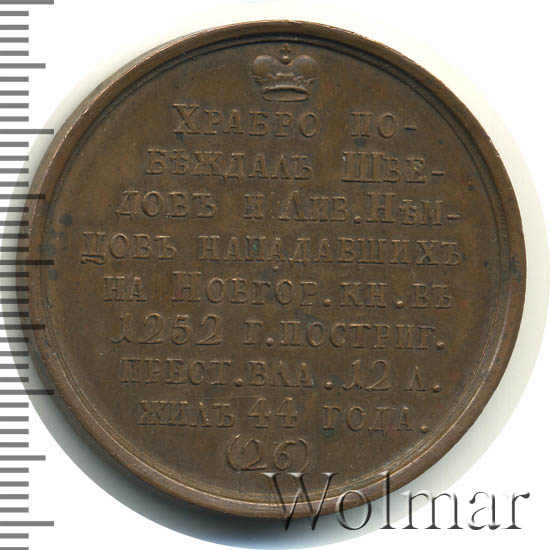 ХРАБРО ПО-
БѢЖДАЛЪ ШВЕ-
ДОВЪ И ЛИВ. НѢМ-
ЦОВЪ НАПАДАВШИХЪ
НА НОВГОР. КН. ВЪ
1252 Г. ПОСТРИГ.
ПРЕСТ. ВЛА. 12 Л.
ЖИЛЪ 44 ГОДА.
(26)
Wolmar